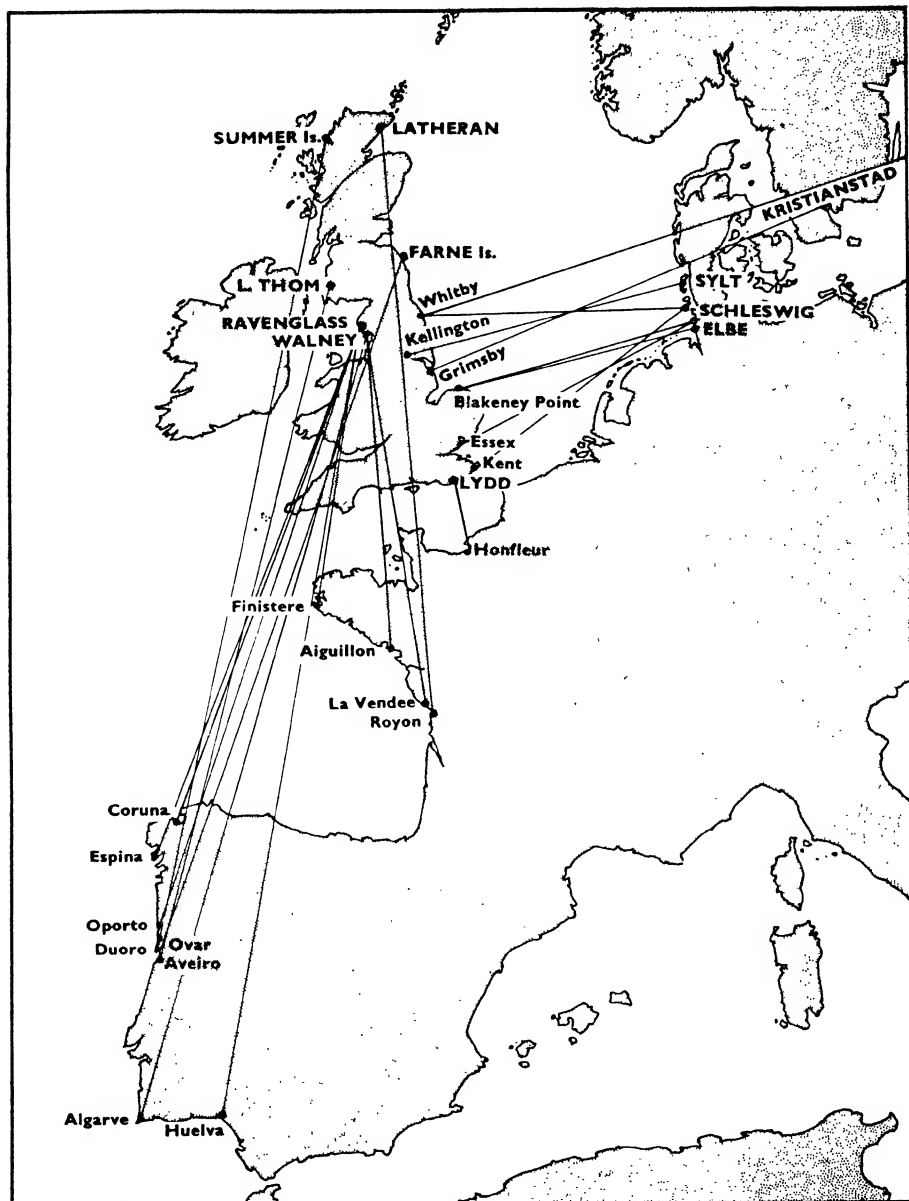 SUMMER Is.
LATHERAN
KRISTIANSTAD
FARNE Is.
L. THOM
Whitby
SYLT
RAVENGLASS
WALNEY
Kellington
SCHLESWIG
ELBE
Grimsby
Blakeney Point
Essex
Kent
LYDD
Honfleur
Finistere
Aiguillon
La Vendee
Royon
Coruna
Espina
Oporto
Duoro
Ovar
Aveiro
Algarve
Huelva